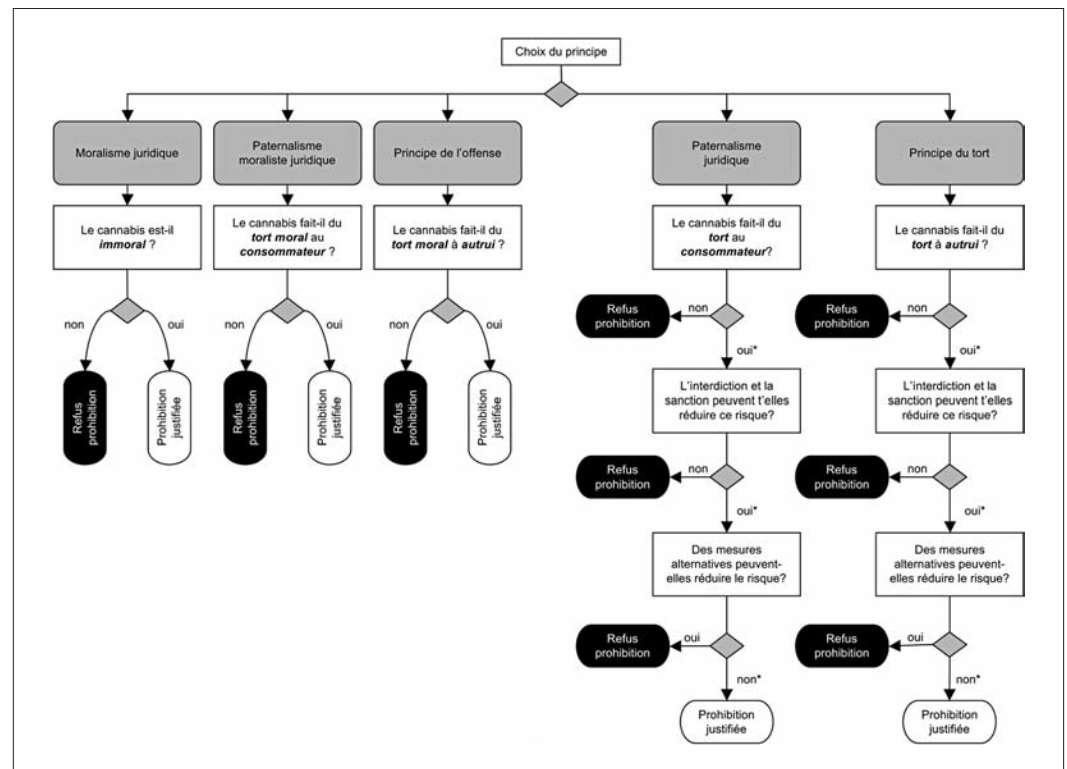 Choix du principe
Moralisme juridique
Paternalisme
moraliste juridique
Principe de l'offense
Paternalisme
juridique
Principe du tort
Le cannabis est-il
immoral ?
Le cannabis fait-il du
tort moral au
consommateur ?
Le cannabis fait-il du
tort moral à autrui ?
Le cannabis fait-il du
tort au
consommateur?
Le cannabis fait-il du
tort à autrui ?
non
oui
non
oui
non
oui
Refus
prohibition
Prohibition
justifiée
Refus
prohibition
Prohibition
justifiée
Refus
prohibition
Prohibition
justifiée
Refus
prohibition
non
oui*
Refus
prohibition
non
oui*
L'interdiction et la
sanction peuvent t'elles
réduire ce risque?
L'interdiction et la
sanction peuvent t'elles
réduire ce risque?
Refus
prohibition
non
oui*
Refus
prohibition
non
oui*
Des mesures
alternatives peuvent-
elles réduire le risque?
Des mesures
alternatives peuvent-
elles réduire le risque?
Refus
prohibition
oui
non*
Refus
prohibition
oui
non*
Prohibition
justifiée
Prohibition
justifiée